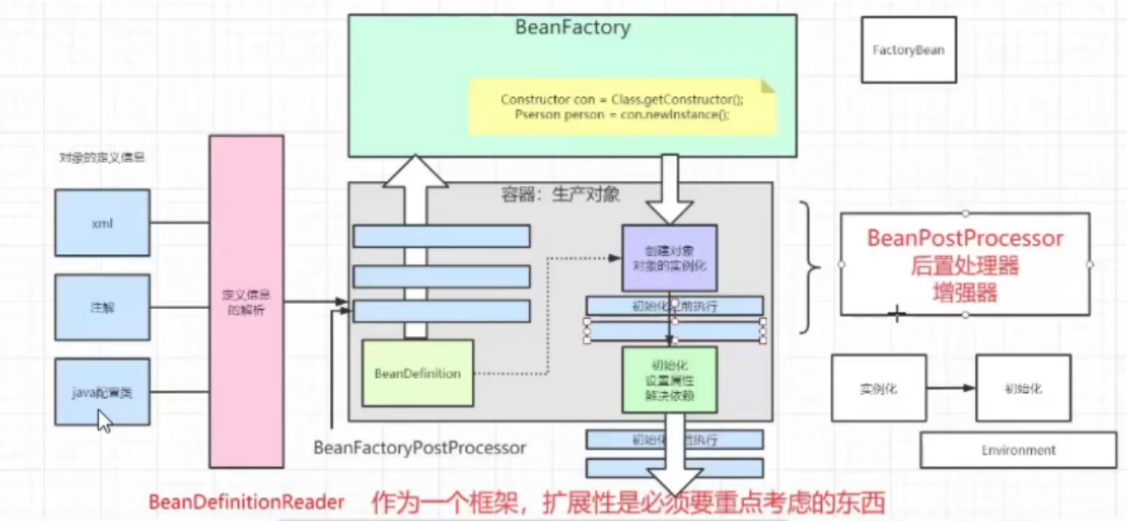 BeanFactory
FactoryBean
Constructor con = Class.getConstructor();
Pserson person = con.newInstance();
对象的定义信息
xml
注解
java配置类
定义信息
的解析
容器：生产对象
创建对象
对象的实例化
初始化之前执行
BeanDefinition
初始化
设置属性
解决依赖
初始化之后执行
BeanPostProcessor
后置处理器
增强器
实例化
初始化
Environment
BeanFactoryPostProcessor
BeanDefinitionReader
作为一个框架，扩展性是必须要重点考虑的东西